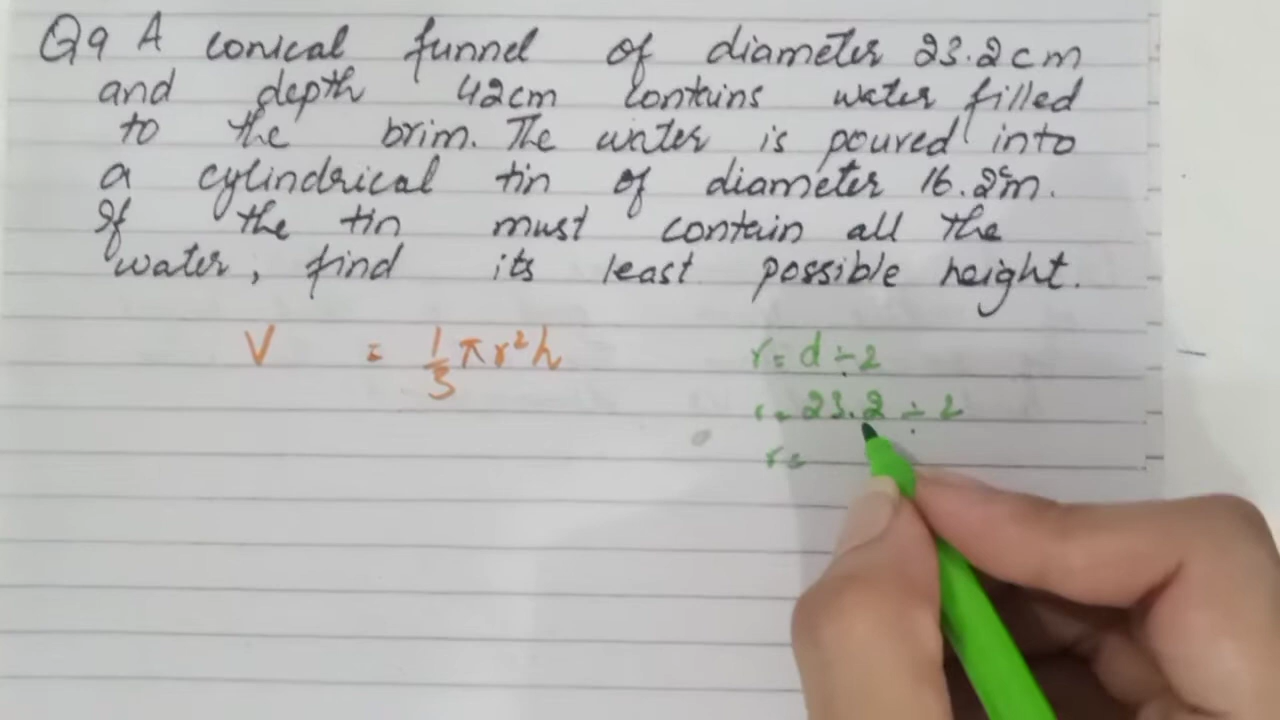 Q9 A conical funnel of diameter 23.2cm
and depth 42cm contains water filled
to the brim. The water is poured into
a cylindrical tin of diameter 16.2cm.
If the tin must contain all the
water, find its least possible height.
V = 1/3 πr²h
r= d ÷ 2
r= 23.2 ÷ 2
r=